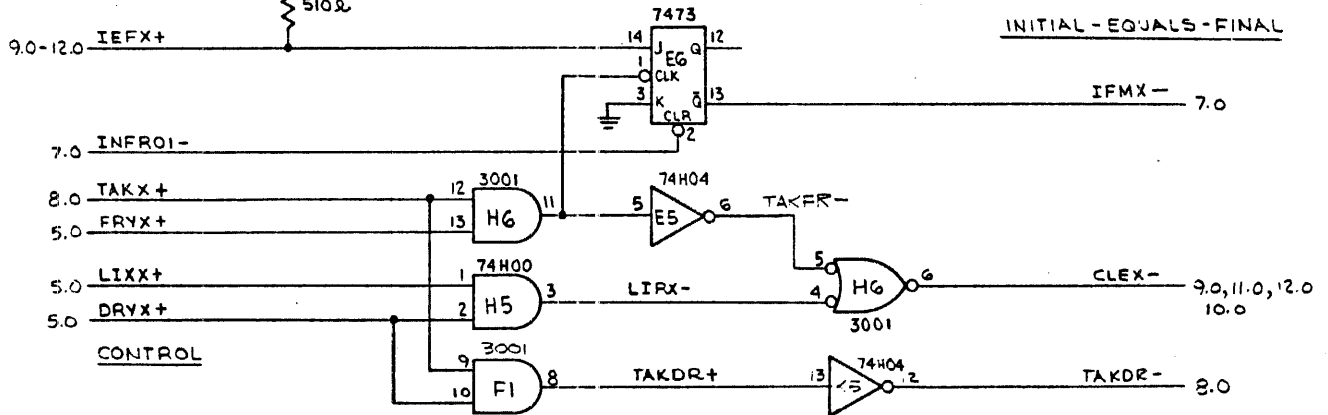 510Ω
7473
INITIAL-EQUALS-FINAL
9.0-12.0 IEFX+
14 J E6 Q 12
1 CLK
3 K Q̄ 13
IFMX- 7.0
CLR
2
7.0 INFR01-
8.0 TAKX+
12 3001 11
H6
5.0 FRYX+
13
74H04
5 E5 6
TAKFR-
5.0 LIXX+
1 74H00
H5 3
LIRX-
5.0 DRYX+
2
5
4 H6 6
3001
CLEX- 9.0, 11.0, 12.0
10.0
CONTROL
3001
9
10 F1 8
TAKDR+
74H04
13 12
TAKDR- 8.0